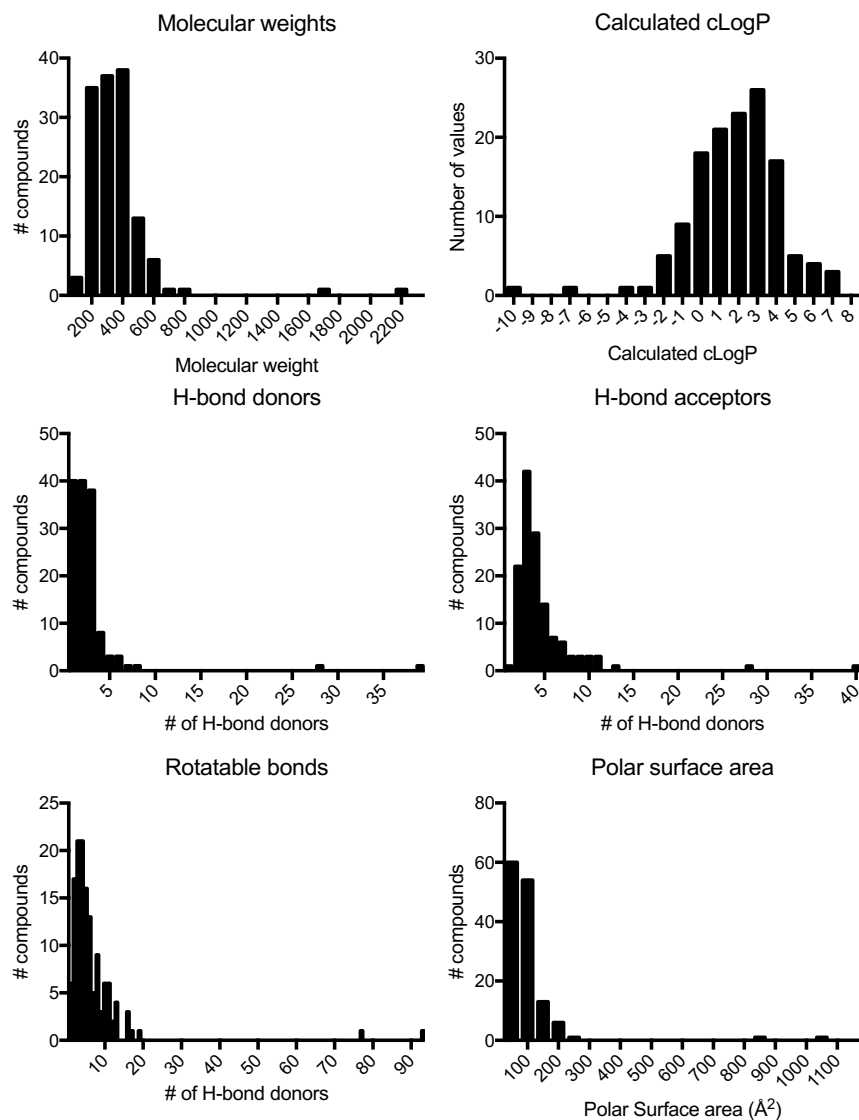 Molecular weights
# compounds
40
30
20
10
0
200 400 600 800 1000 1200 1400 1600 1800 2000 2200
Molecular weight
Calculated cLogP
Number of values
30
20
10
0
-10 -9 -8 -7 -6 -5 -4 -3 -2 -1 0 1 2 3 4 5 6 7 8
Calculated cLogP
H-bond donors
# compounds
50
40
30
20
10
0
5 10 15 20 25 30 35
# of H-bond donors
H-bond acceptors
# compounds
50
40
30
20
10
0
5 10 15 20 25 30 35 40
# of H-bond donors
Rotatable bonds
# compounds
25
20
15
10
5
0
10 20 30 40 50 60 70 80 90
# of H-bond donors
Polar surface area
# compounds
80
60
40
20
0
100 200 300 400 500 600 700 800 900 1000 1100
Polar Surface area (Å²)